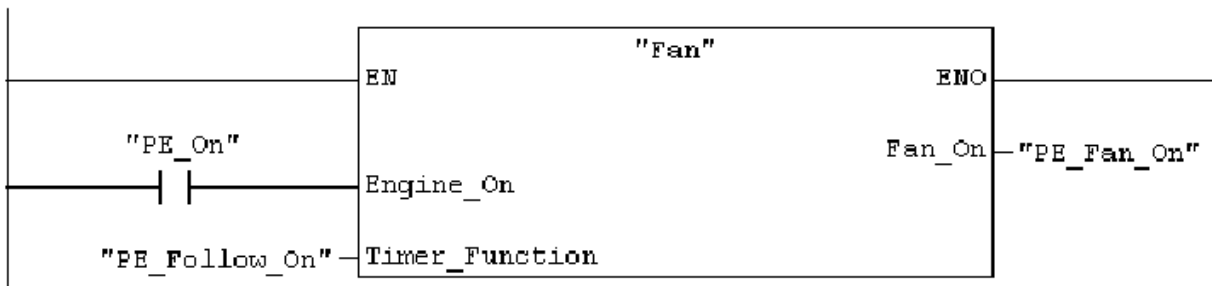 "Fan"
EN ENO
"PE_On" Fan_On "PE_Fan_On"
Engine_On
"PE_Follow_On" Timer_Function